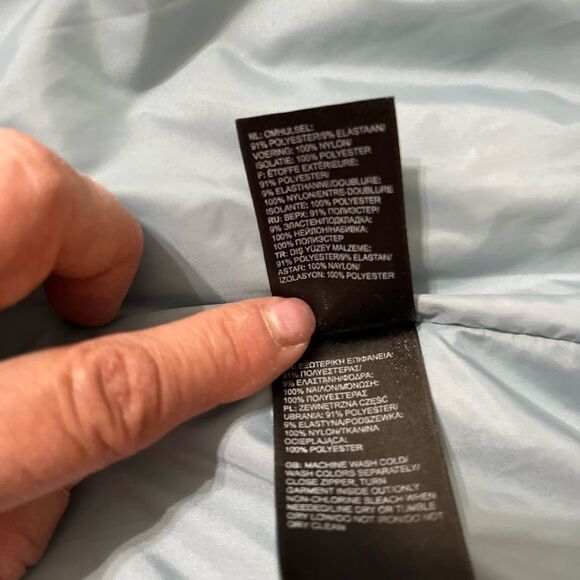 NL: OMHULSEL:
91% POLYESTER/9% ELASTAAN/
VOERING: 100% NYLON/
ISOLATIE: 100% POLYESTER
F: ÉTOFFE EXTÉRIEURE:
91% POLYESTER/
9% ELASTHANNE/DOUBLURE:
100% NYLON/ENTRE-DOUBLURE
ISOLANTE: 100% POLYESTER
RU: ВЕРХ: 91% ПОЛИЭСТЕР/
9% ЭЛАСТЕН/ПОДКЛАДКА:
100% НЕЙЛОН/НАБИВКА:
100% ПОЛИЭСТЕР
TR: DIŞ YÜZEY MALZEME:
91% POLYESTER/9% ELASTAN/
ASTAR: 100% NAYLON/
İZOLASYON: 100% POLYESTER
ΕΞΩΤΕΡΙΚΗ ΕΠΙΦΑΝΕΙΑ:
91% ΠΟΛΥΕΣΤΕΡΑΣ/
9% ΕΛΑΣΤΑΝΗ/ΦΟΔΡΑ:
100% ΝΑΪΛΟΝ/ΜΟΝΩΣΗ:
100% ΠΟΛΥΕΣΤΕΡΑΣ
PL: ZEWNĘTRZNA CZĘŚĆ
UBRANIA: 91% POLYESTER/
9% ELASTYNA/PODSZEWKA:
100% NYLON/TKANINA
OCIEPLAJĄCA:
100% POLYESTER
GB: MACHINE WASH COLD/
WASH COLORS SEPARATELY/
CLOSE ZIPPER, TURN
GARMENT INSIDE OUT/ONLY
NON-CHLORINE BLEACH WHEN
NEEDED/LINE DRY OR TUMBLE
DRY LOW/DO NOT IRON/DO NOT
DRY CLEAN